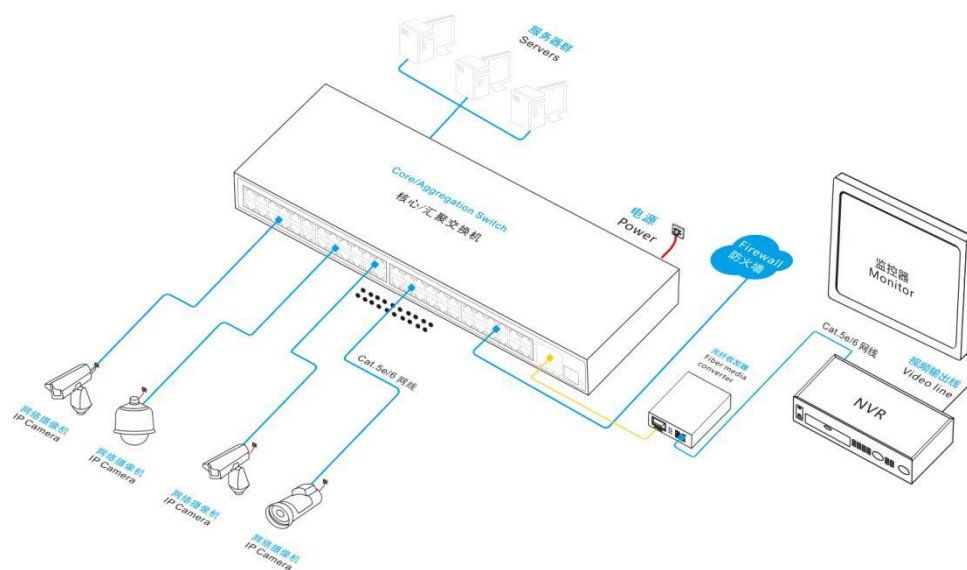 服务器群
Servers
Core/Aggregation Switch
核心/汇聚交换机
电源
Power
Firewall
防火墙
监控器
Monitor
Cat.5e/6 网线
视频输出线
Video line
光纤收发器
Fiber media
converter
NVR
Cat.5e/6 网线
网络摄像机
IP Camera
网络摄像机
IP Camera
网络摄像机
IP Camera
网络摄像机
IP Camera